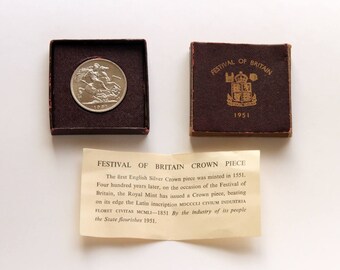 FESTIVAL OF BRITAIN
1951
FESTIVAL OF BRITAIN CROWN PIECE
The first English Silver Crown piece was minted in 1551.
Four hundred years later, on the occasion of the Festival of
Britain, the Royal Mint has issued a Crown piece, bearing
on its edge the Latin inscription MDCCCLI CIVIUM INDUSTRIA
FLORET CIVITAS MCMLI—1851 By the industry of its people
the State flourishes 1951.